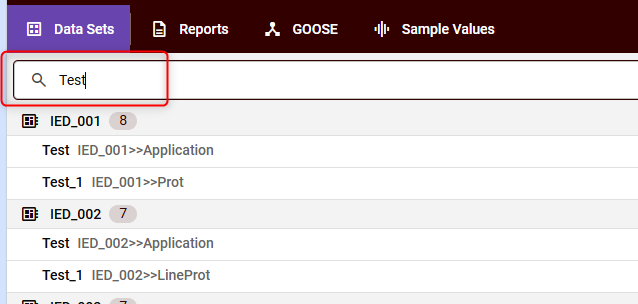 Data Sets Reports GOOSE Sample Values
Test
IED_001 8
Test IED_001>>Application
Test_1 IED_001>>Prot
IED_002 7
Test IED_002>>Application
Test_1 IED_002>>LineProt